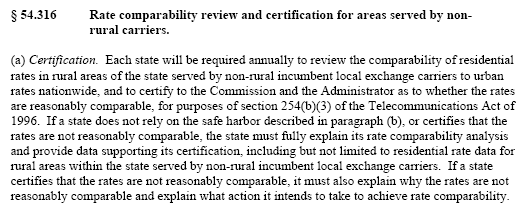 § 54.316 Rate comparability review and certification for areas served by non-
rural carriers.
(a) Certification. Each state will be required annually to review the comparability of residential
rates in rural areas of the state served by non-rural incumbent local exchange carriers to urban
rates nationwide, and to certify to the Commission and the Administrator as to whether the rates
are reasonably comparable, for purposes of section 254(b)(3) of the Telecommunications Act of
1996. If a state does not rely on the safe harbor described in paragraph (b), or certifies that the
rates are not reasonably comparable, the state must fully explain its rate comparability analysis
and provide data supporting its certification, including but not limited to residential rate data for
rural areas within the state served by non-rural incumbent local exchange carriers. If a state
certifies that the rates are not reasonably comparable, it must also explain why the rates are not
reasonably comparable and explain what action it intends to take to achieve rate comparability.